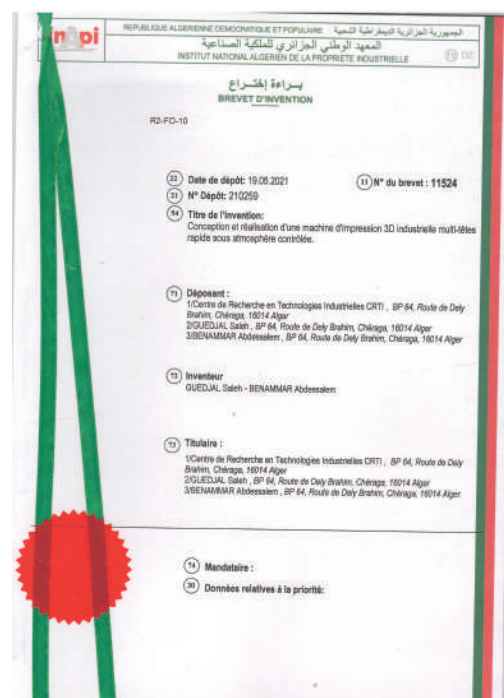 inapi
REPUBLIQUE ALGERIENNE DEMOCRATIQUE ET POPULAIRE الجمهورية الجزائرية الديمقراطية الشعبية
المعهد الوطني الجزائري للملكية الصناعية
INSTITUT NATIONAL ALGERIEN DE LA PROPRIETE INDUSTRIELLE
DZ
بــراءة إختــراع
BREVET D'INVENTION
R2-FO-10
22 Date de dépôt: 19.05.2021
11 N° du brevet : 11524
21 N° Dépôt: 210259
54 Titre de l'invention:
Conception et réalisation d'une machine d'impression 3D industrielle multi-têtes
rapide sous atmosphère contrôlée.
71 Déposant :
1/Centre de Recherche en Technologies Industrielles CRTI , BP 64, Route de Dely
Brahim, Chéraga, 16014 Alger
2/GUEDJAL Saleh , BP 64, Route de Dely Brahim, Chéraga, 16014 Alger
3/BENAMMAR Abdessalem , BP 64, Route de Dely Brahim, Chéraga, 16014 Alger
72 Inventeur
GUEDJAL Saleh - BENAMMAR Abdessalem
73 Titulaire :
1/Centre de Recherche en Technologies Industrielles CRTI , BP 64, Route de Dely
Brahim, Chéraga, 16014 Alger
2/GUEDJAL Saleh , BP 64, Route de Dely Brahim, Chéraga, 16014 Alger
3/BENAMMAR Abdessalem , BP 64, Route de Dely Brahim, Chéraga, 16014 Alger
74 Mandataire :
30 Données relatives à la priorité: